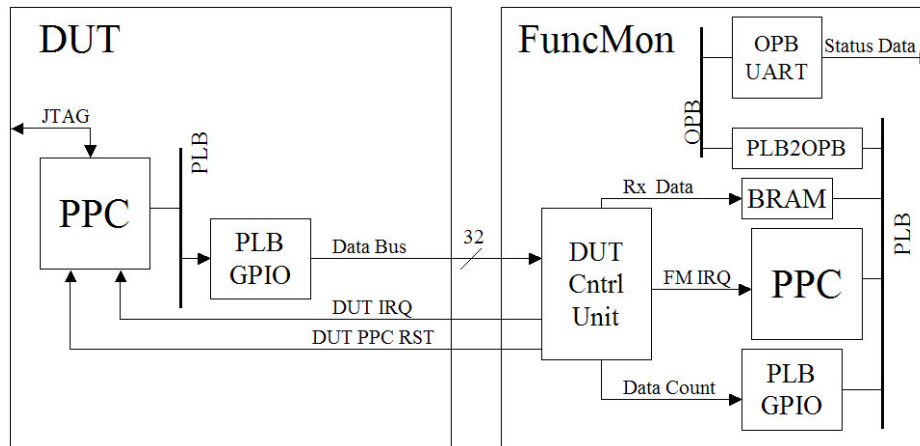 DUT
JTAG
PPC
PLB
PLB
GPIO
Data Bus
32
DUT IRQ
DUT PPC RST
FuncMon
OPB
UART
Status Data
OPB
PLB2OPB
Rx Data
BRAM
DUT
Cntrl
Unit
FM IRQ
PPC
PLB
Data Count
PLB
GPIO